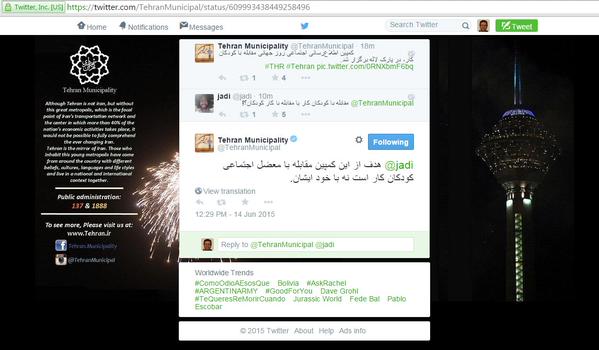 Twitter, Inc. [US]
https://twitter.com/TehranMunicipal/status/609993438449258496
Home
Notifications
Messages
Search Twitter
Tweet
Tehran Municipality
Although Tehran is not Iran, but without
this great metropolis, which is the focal
point of Iran's transportation network and
the center in which more than 40% of the
nation's economic activities takes place, it
would not be possible to fully comprehend
the ever changing Iran.
Tehran is the mirror of Iran. Those who
inhabit this young metropolis have come
from around the country with different
beliefs, cultures, languages and life styles
and live in a national and international
context together.
Public administration:
137 & 1888
To see more, Please visit us at:
www.Tehran.ir
Tehran.Municipality
@TehranMunicipal
Tehran Municipality @TehranMunicipal · 18m
کمپین اطلاع رسانی اجتماعی روز جهانی مقابله با کودکان
کار، در پارک لاله برگزار شد.
#THR #Tehran pic.twitter.com/0RNXbmF6bq
1
4
jadi @jadi · 10m
@TehranMunicipal مقابله با کودکان کار یا مقابله با کار کودکان؟!
1
5
Tehran Municipality
@TehranMunicipal
Following
@jadi هدف از این کمپین مقابله با معضل اجتماعی
کودکان کار است نه با خود ایشان.
View translation
12:29 PM - 14 Jun 2015
Reply to @TehranMunicipal @jadi
Worldwide Trends
#ComoOdioAEsosQue Bolivia #AskRachel
#ARGENTINARMY #GoodForYou Dave Grohl
#TeQueresReMorirCuando Jurassic World Fede Bal Pablo
Escobar
© 2015 Twitter About Help Ads info